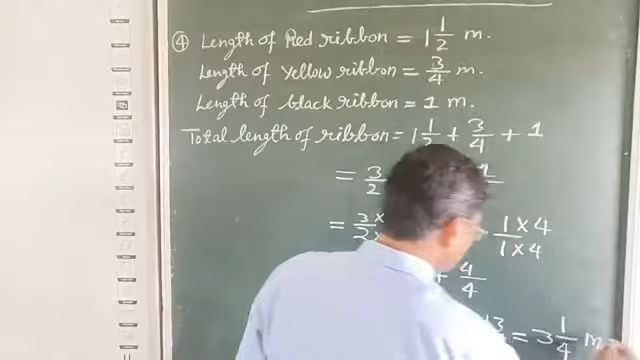 ④ Length of Red ribbon = 1 1/2 m.
Length of Yellow ribbon = 3/4 m.
Length of black ribbon = 1 m.
Total length of ribbon = 1 1/2 + 3/4 + 1
= 3/2
= 3×/2× 1×4/1×4
+ 4/4
13 = 3 1/4 m